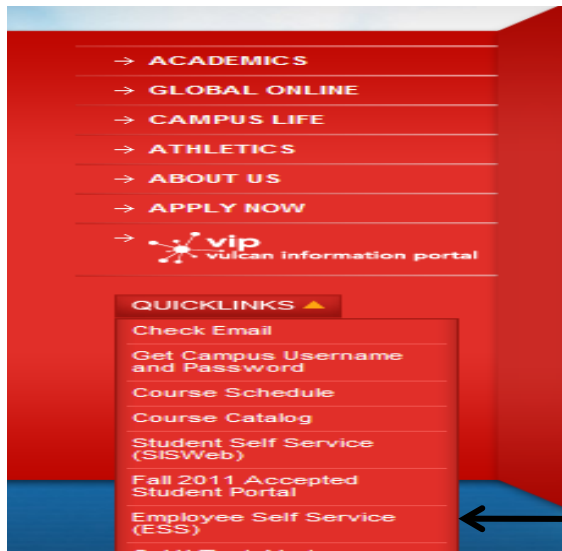 → ACADEMICS
→ GLOBAL ONLINE
→ CAMPUS LIFE
→ ATHLETICS
→ ABOUT US
→ APPLY NOW
→ vip
vulcan information portal
QUICKLINKS
Check Email
Get Campus Username
and Password
Course Schedule
Course Catalog
Student Self Service
(SISWeb)
Fall 2011 Accepted
Student Portal
Employee Self Service
(ESS)